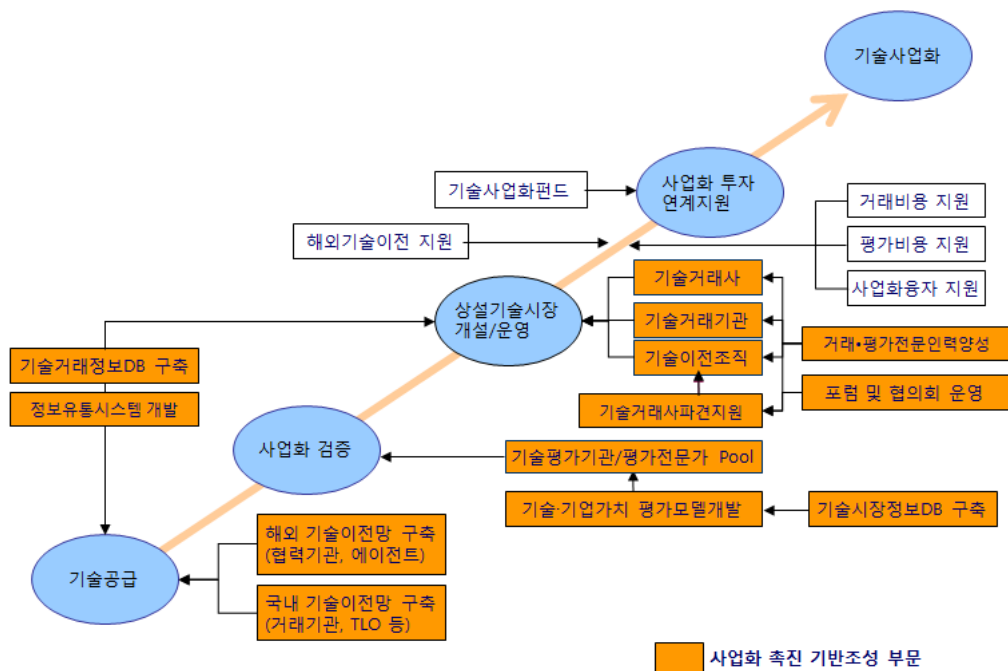 기술사업화
사업화 투자
연계지원
기술사업화펀드
거래비용 지원
해외기술이전 지원
평가비용 지원
사업화융자 지원
기술거래사
상설기술시장
개설/운영
기술거래기관
기술이전조직
거래•평가전문인력양성
기술거래정보DB 구축
정보유통시스템 개발
포럼 및 협의회 운영
기술거래사파견지원
사업화 검증
기술평가기관/평가전문가 Pool
기술·기업가치 평가모델개발
기술시장정보DB 구축
해외 기술이전망 구축
(협력기관, 에이전트)
기술공급
국내 기술이전망 구축
(거래기관, TLO 등)
사업화 촉진 기반조성 부문